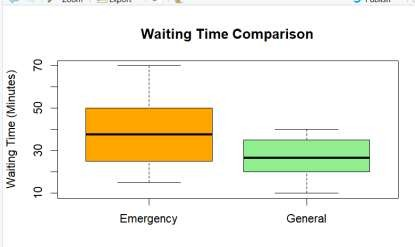 Zoom Export Publish
Waiting Time Comparison
Waiting Time (Minutes)
70
50
30
10
Emergency General